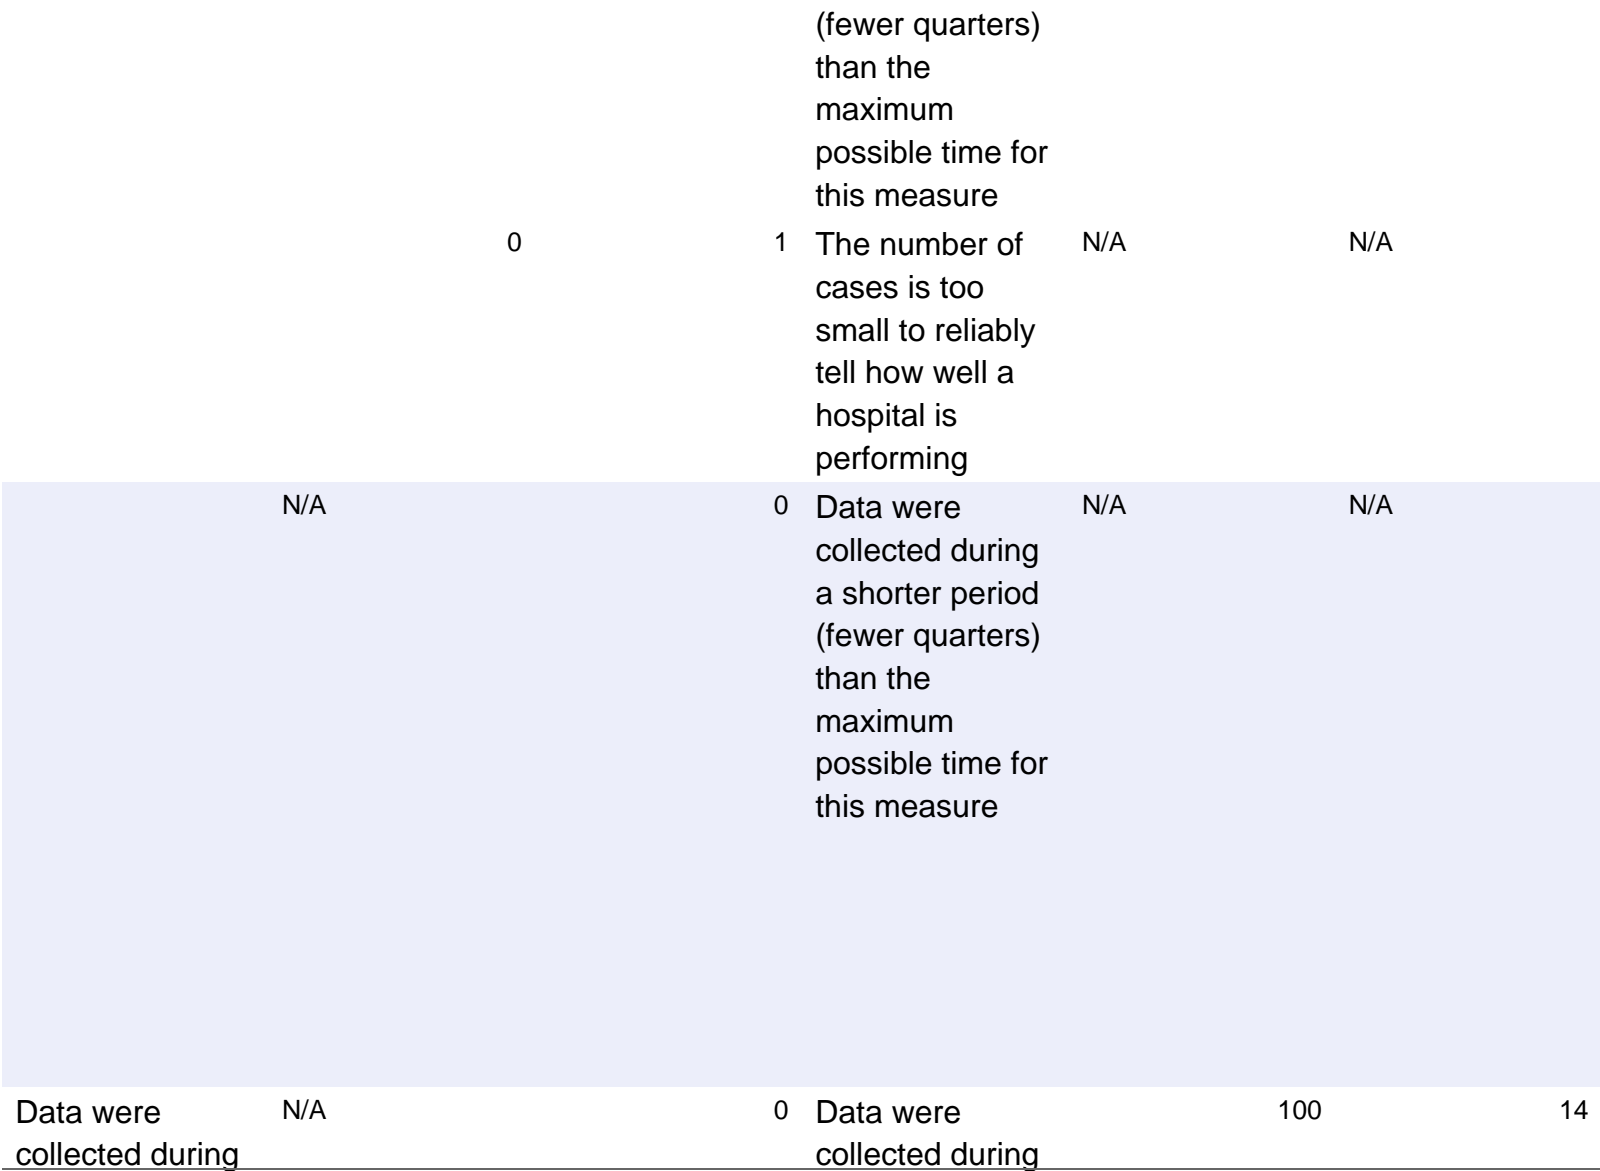 (fewer quarters)
than the
maximum
possible time for
this measure
0 1 The number of N/A N/A
cases is too
small to reliably
tell how well a
hospital is
performing
N/A 0 Data were N/A N/A
collected during
a shorter period
(fewer quarters)
than the
maximum
possible time for
this measure
Data were N/A 0 Data were 100 14
collected during collected during